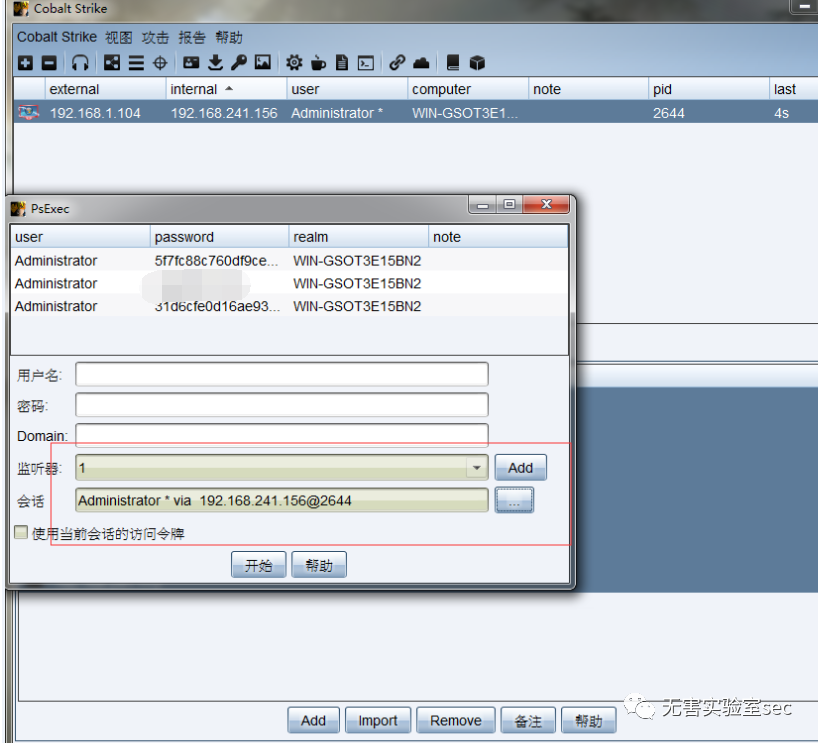 Cobalt Strike
Cobalt Strike 视图 攻击 报告 帮助
external internal user computer note pid last
192.168.1.104 192.168.241.156 Administrator * WIN-GSOT3E1... 2644 4s
PsExec
user password realm note
Administrator 5f7fc88c760df9ce... WIN-GSOT3E15BN2
Administrator WIN-GSOT3E15BN2
Administrator 31d6cfe0d16ae93... WIN-GSOT3E15BN2
用户名:
密码:
Domain:
监听器: 1 Add
会话 Administrator * via 192.168.241.156@2644 ...
使用当前会话的访问令牌
开始 帮助
Add Import Remove 备注 帮助
无害实验室sec